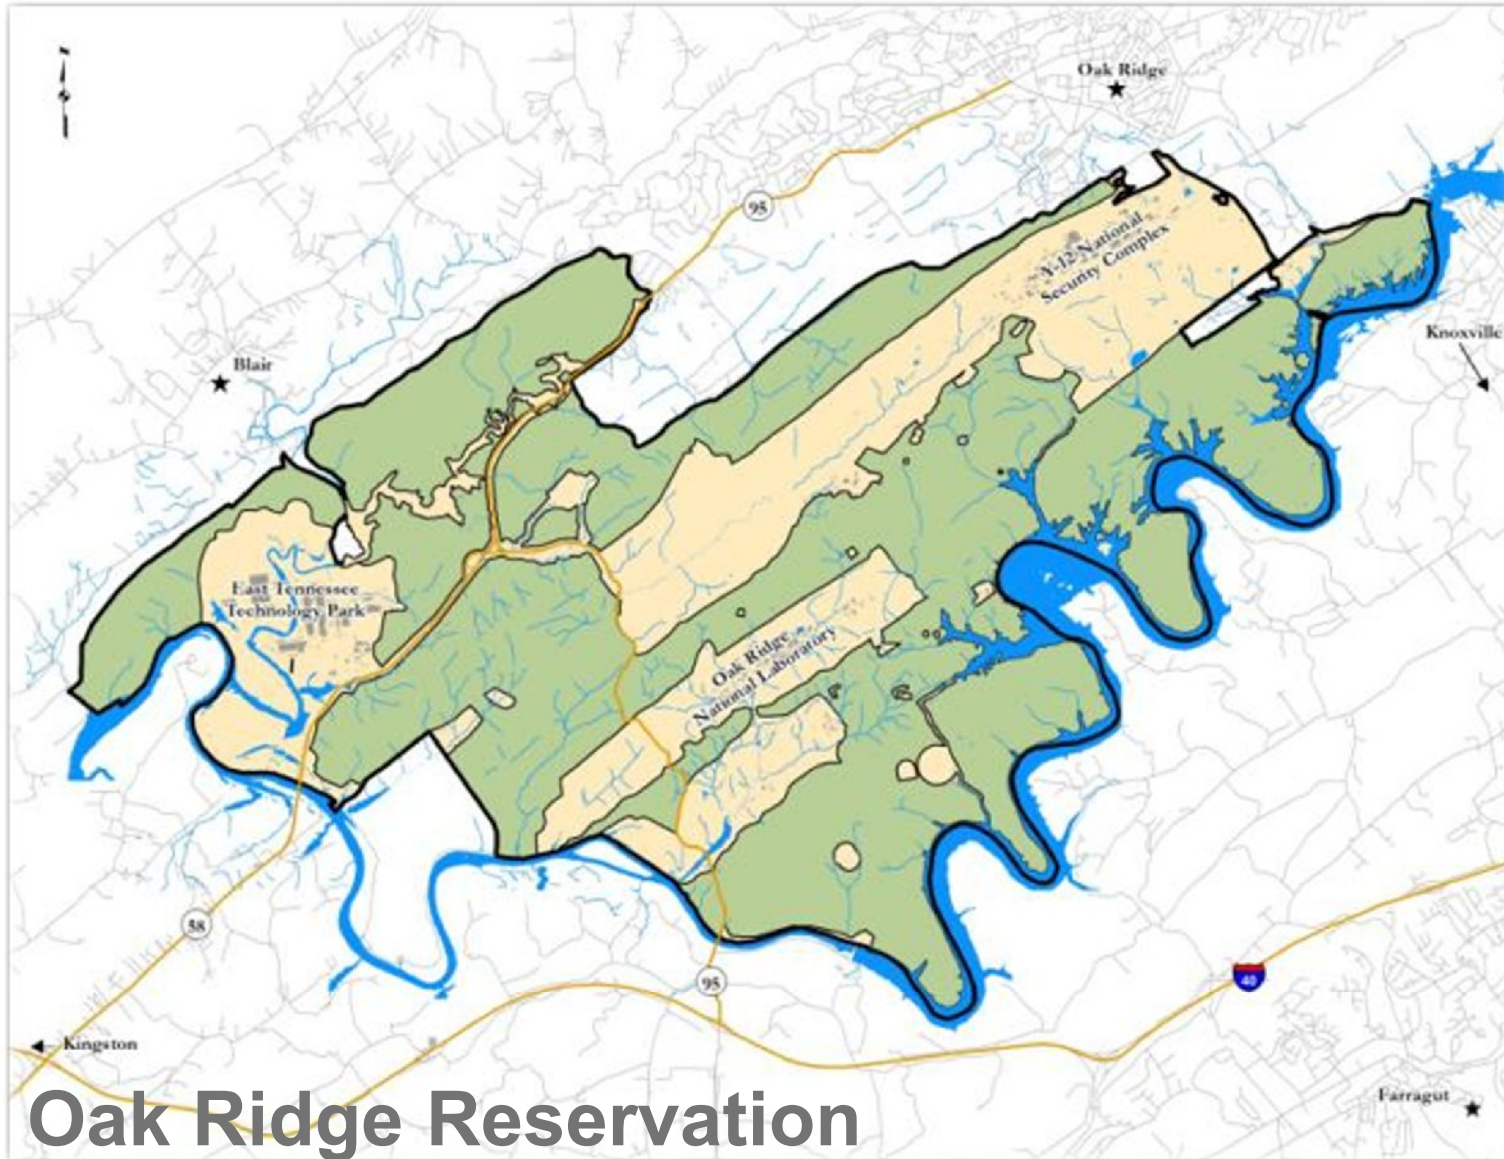 Oak Ridge
95
Y-12 National
Security Complex
Knoxville
Blair
East Tennessee
Technology Park
Oak Ridge
National Laboratory
58
95
40
Kingston
Farragut
Oak Ridge Reservation